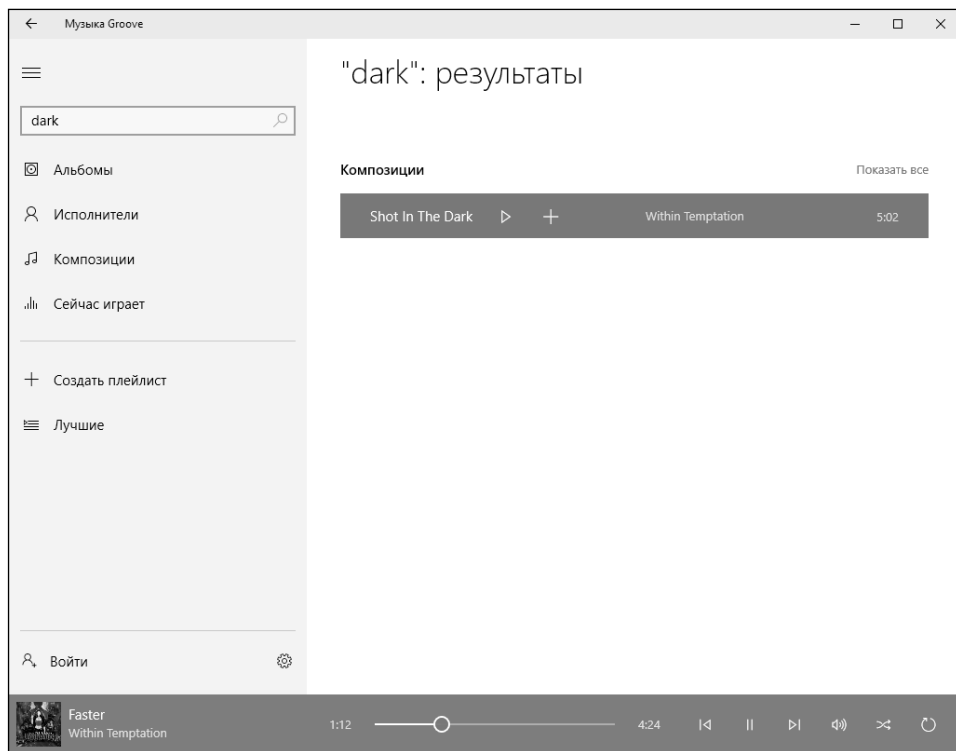 Музыка Groove
"dark": результаты
dark
Альбомы
Исполнители
Композиции
Сейчас играет
Создать плейлист
Лучшие
Войти
Композиции Показать все
Shot In The Dark Within Temptation 5:02
Faster
Within Temptation
1:12 4:24